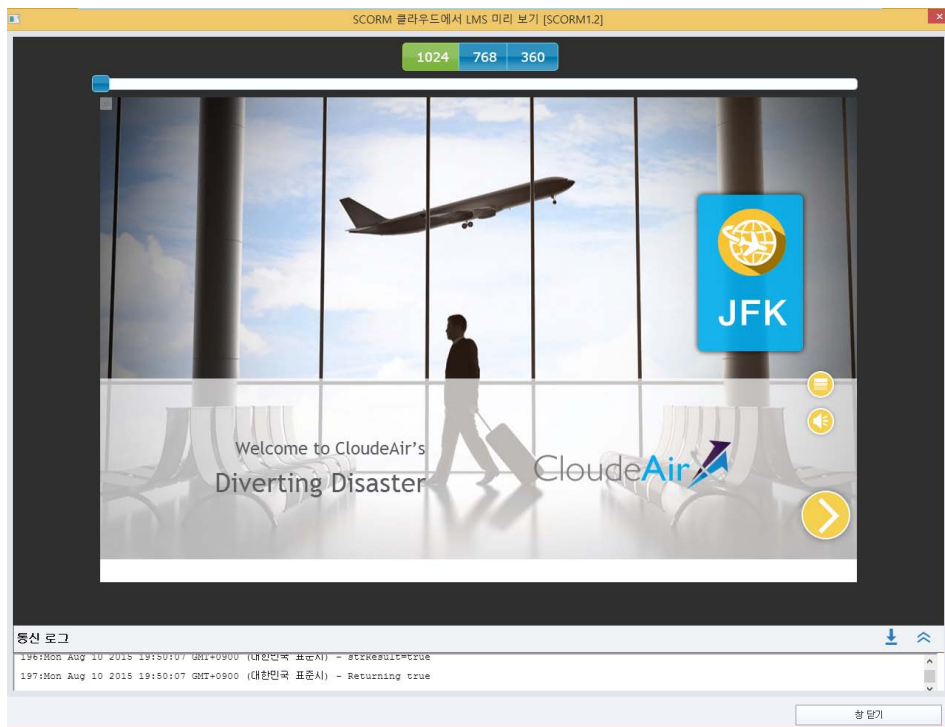 SCORM 클라우드에서 LMS 미리 보기 [SCORM1.2]
1024 768 360
JFK
Welcome to CloudeAir's
Diverting Disaster
CloudeAir
통신 로그
196:Mon Aug 10 2015 19:50:07 GMT+0900 (대한민국 표준시) - strResult=true
197:Mon Aug 10 2015 19:50:07 GMT+0900 (대한민국 표준시) - Returning true
창 닫기